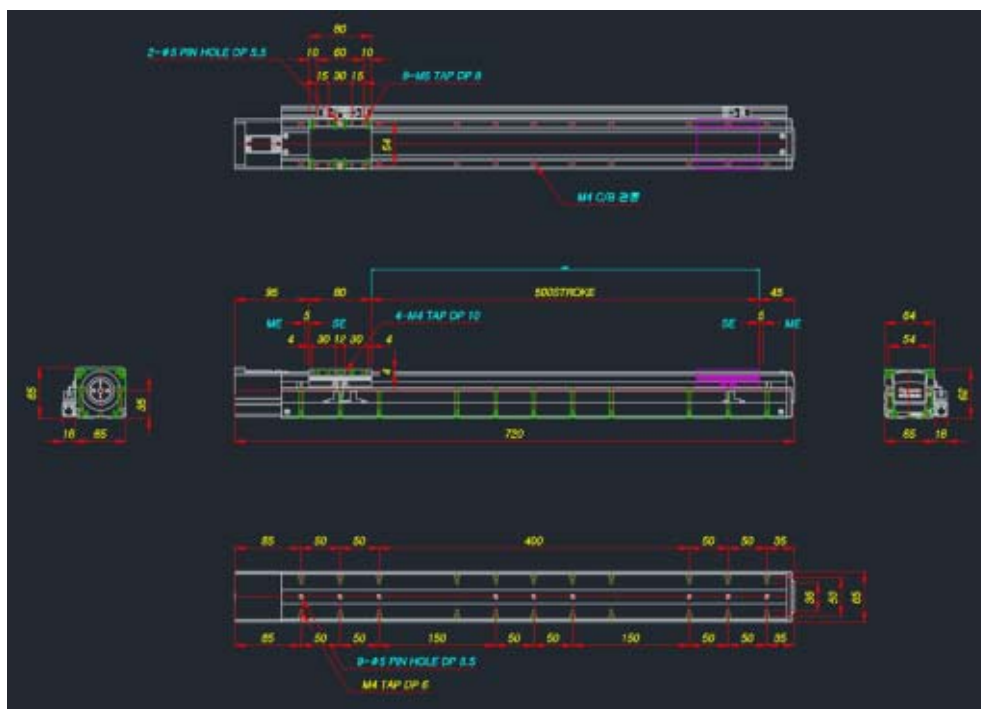 80
2-Φ5 PIN HOLE DP 5.5
10 60 10
15 30 15
8-M5 TAP DP 8
54
M4 C/B 관통
95 80 500STROKE 45
ME 5 SE 4-M4 TAP DP 10 SE 5 ME
4 30 12 30 4
4
64
54
65
35
62
16 65
720
65 16
85 50 50 400 50 50 35
36 50 65
85 50 50 150 50 50 150 50 50 35
9-Φ5 PIN HOLE DP 5.5
M4 TAP DP 6